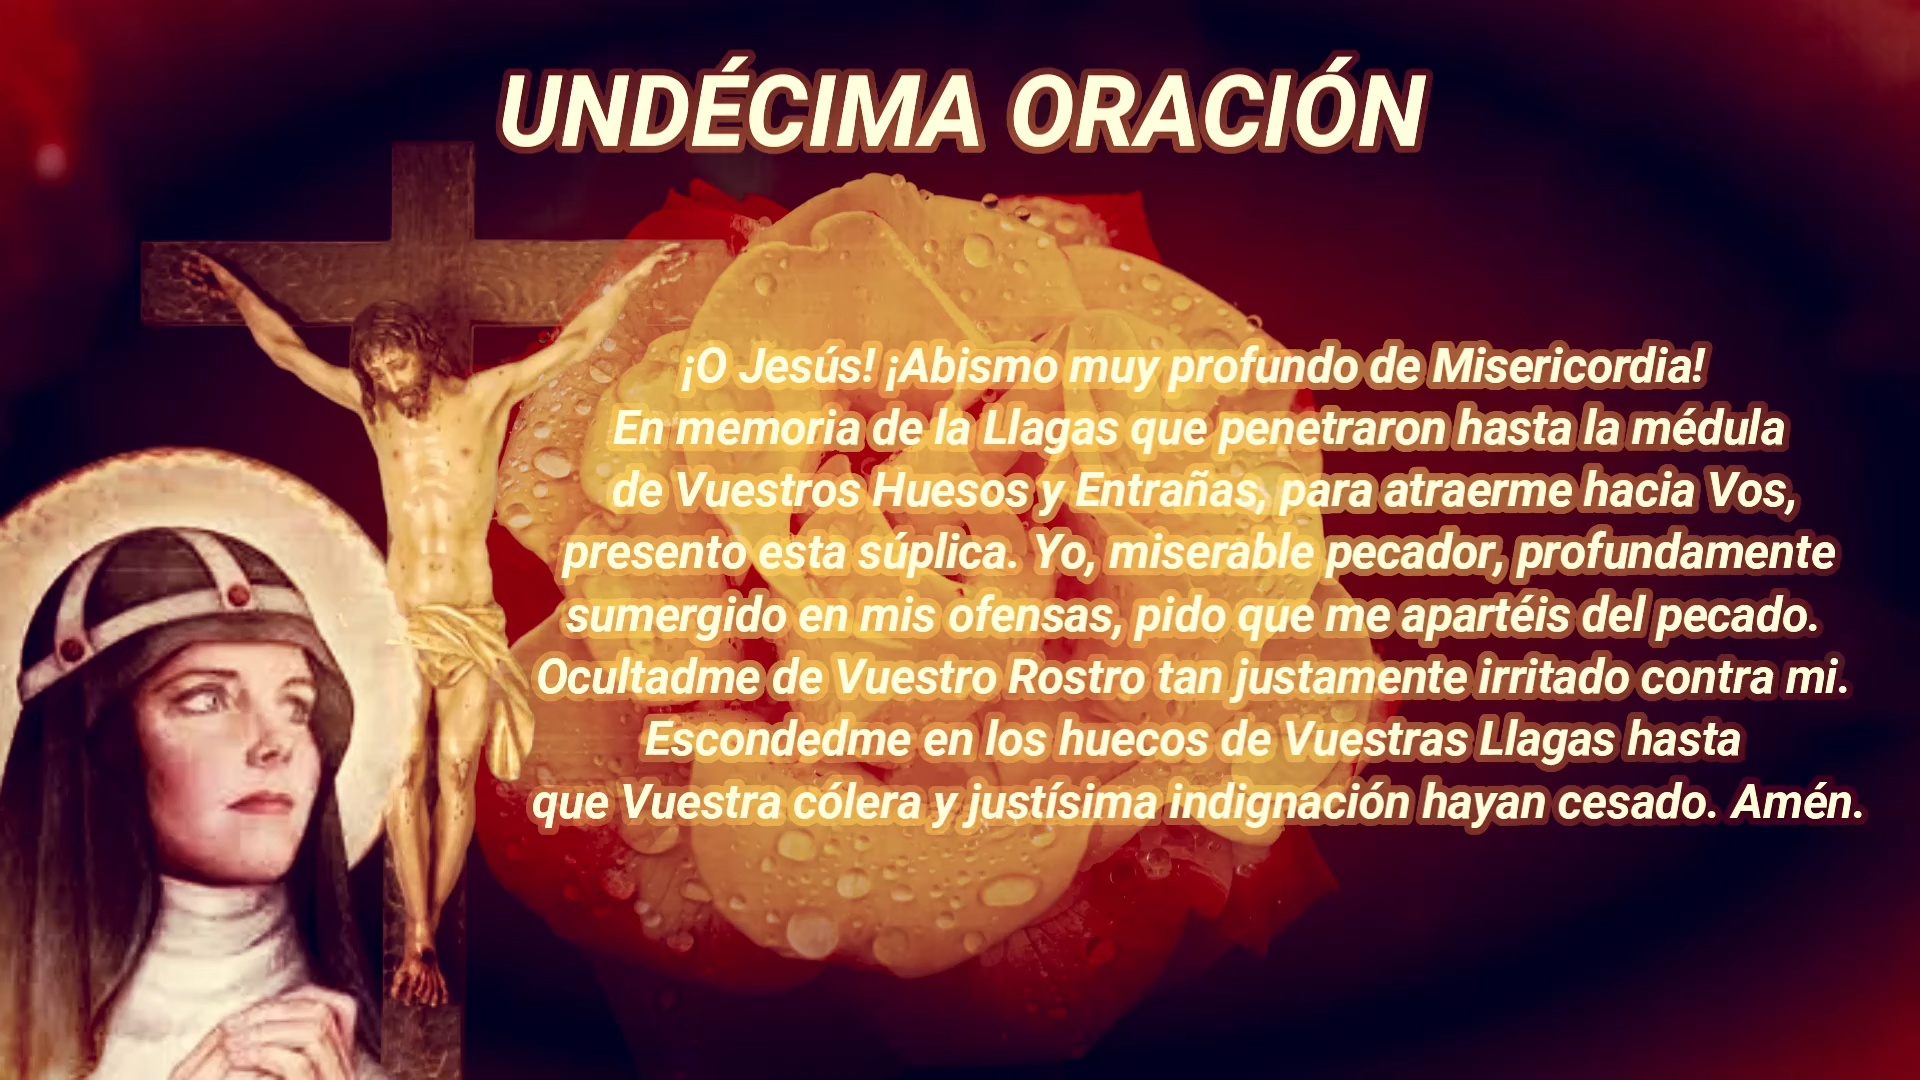 UNDÉCIMA ORACIÓN
¡O Jesús! ¡Abismo muy profundo de Misericordia!
En memoria de la Llagas que penetraron hasta la médula
de Vuestros Huesos y Entrañas, para atraerme hacia Vos,
presento esta súplica. Yo, miserable pecador, profundamente
sumergido en mis ofensas, pido que me apartéis del pecado.
Ocultadme de Vuestro Rostro tan justamente irritado contra mi.
Escondedme en los huecos de Vuestras Llagas hasta
que Vuestra cólera y justísima indignación hayan cesado. Amén.